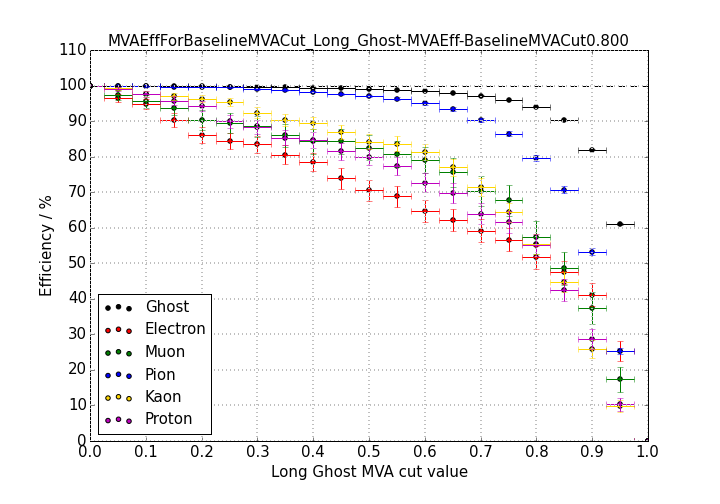 MVAEffForBaselineMVACut_Long_Ghost-MVAEff-BaselineMVACut0.800
110
100
90
80
70
60
50
40
30
20
10
0
Efficiency / %
Ghost
Electron
Muon
Pion
Kaon
Proton
0.0 0.1 0.2 0.3 0.4 0.5 0.6 0.7 0.8 0.9 1.0
Long Ghost MVA cut value